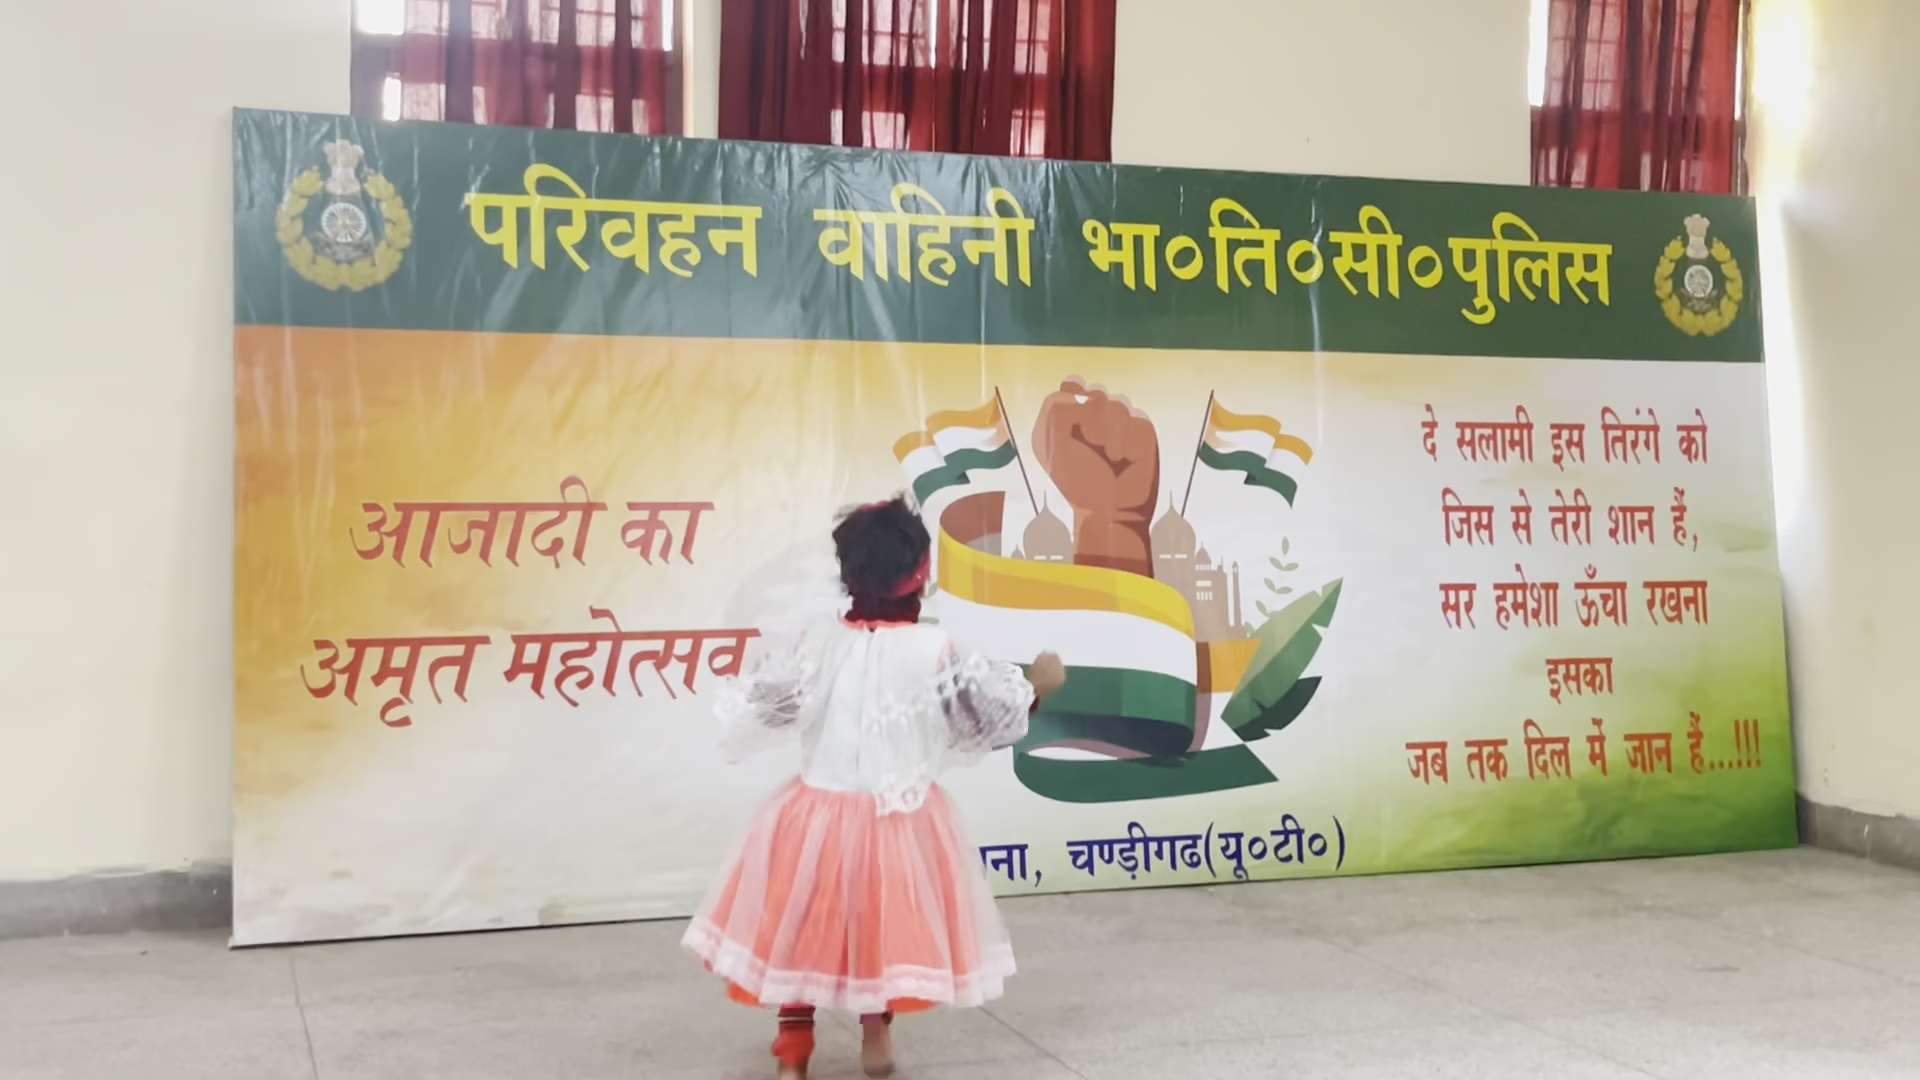 परिवहन वाहिनी भा०ति०सी०पुलिस
आजादी का
अमृत महोत्सव
दे सलामी इस तिरंगे को
जिस से तेरी शान हैं,
सर हमेशा ऊँचा रखना
इसका
जब तक दिल में जान हैं...!!!
चण्डीगढ(यू०टी०)